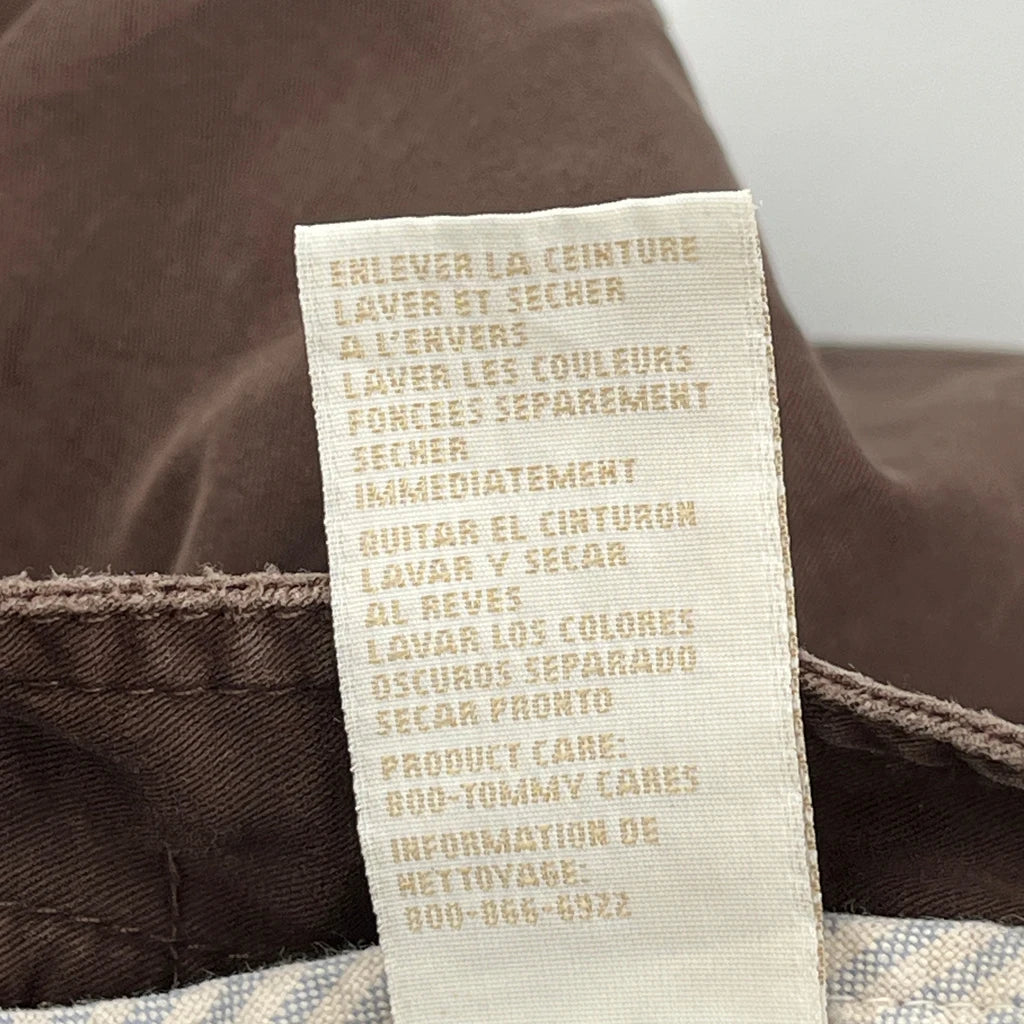 ENLEVER LA CEINTURE
LAVER ET SECHER
A L'ENVERS
LAVER LES COULEURS
FONCEES SEPAREMENT
SECHER
IMMEDIATEMENT
QUITAR EL CINTURON
LAVAR Y SECAR
AL REVES
LAVAR LOS COLORES
OSCUROS SEPARADO
SECAR PRONTO
PRODUCT CARE:
800-TOMMY CARES
INFORMATION DE
NETTOYAGE:
800-866-6922